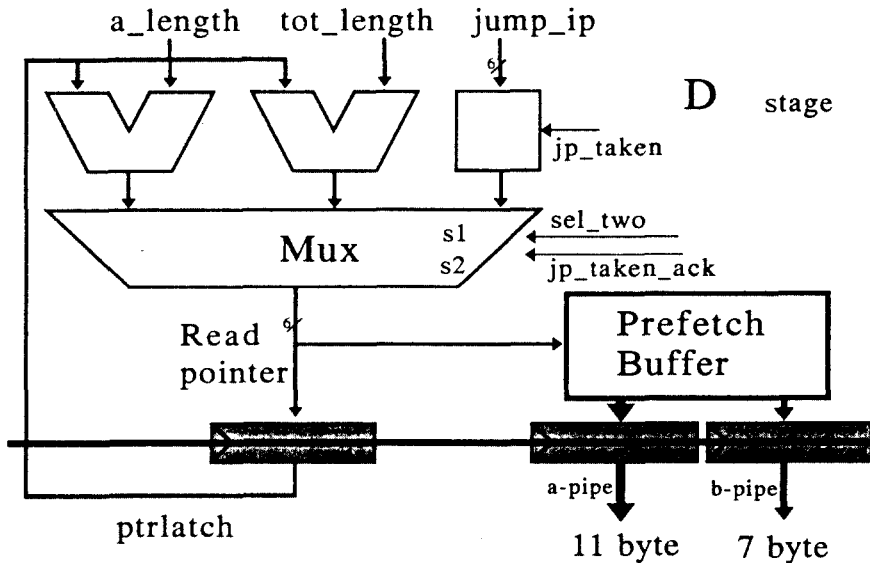 a_length tot_length jump_ip
6
D stage
jp_taken
sel_two
s1
Mux
s2
jp_taken_ack
6
Read
pointer
Prefetch
Buffer
a-pipe
b-pipe
ptrlatch
11 byte 7 byte